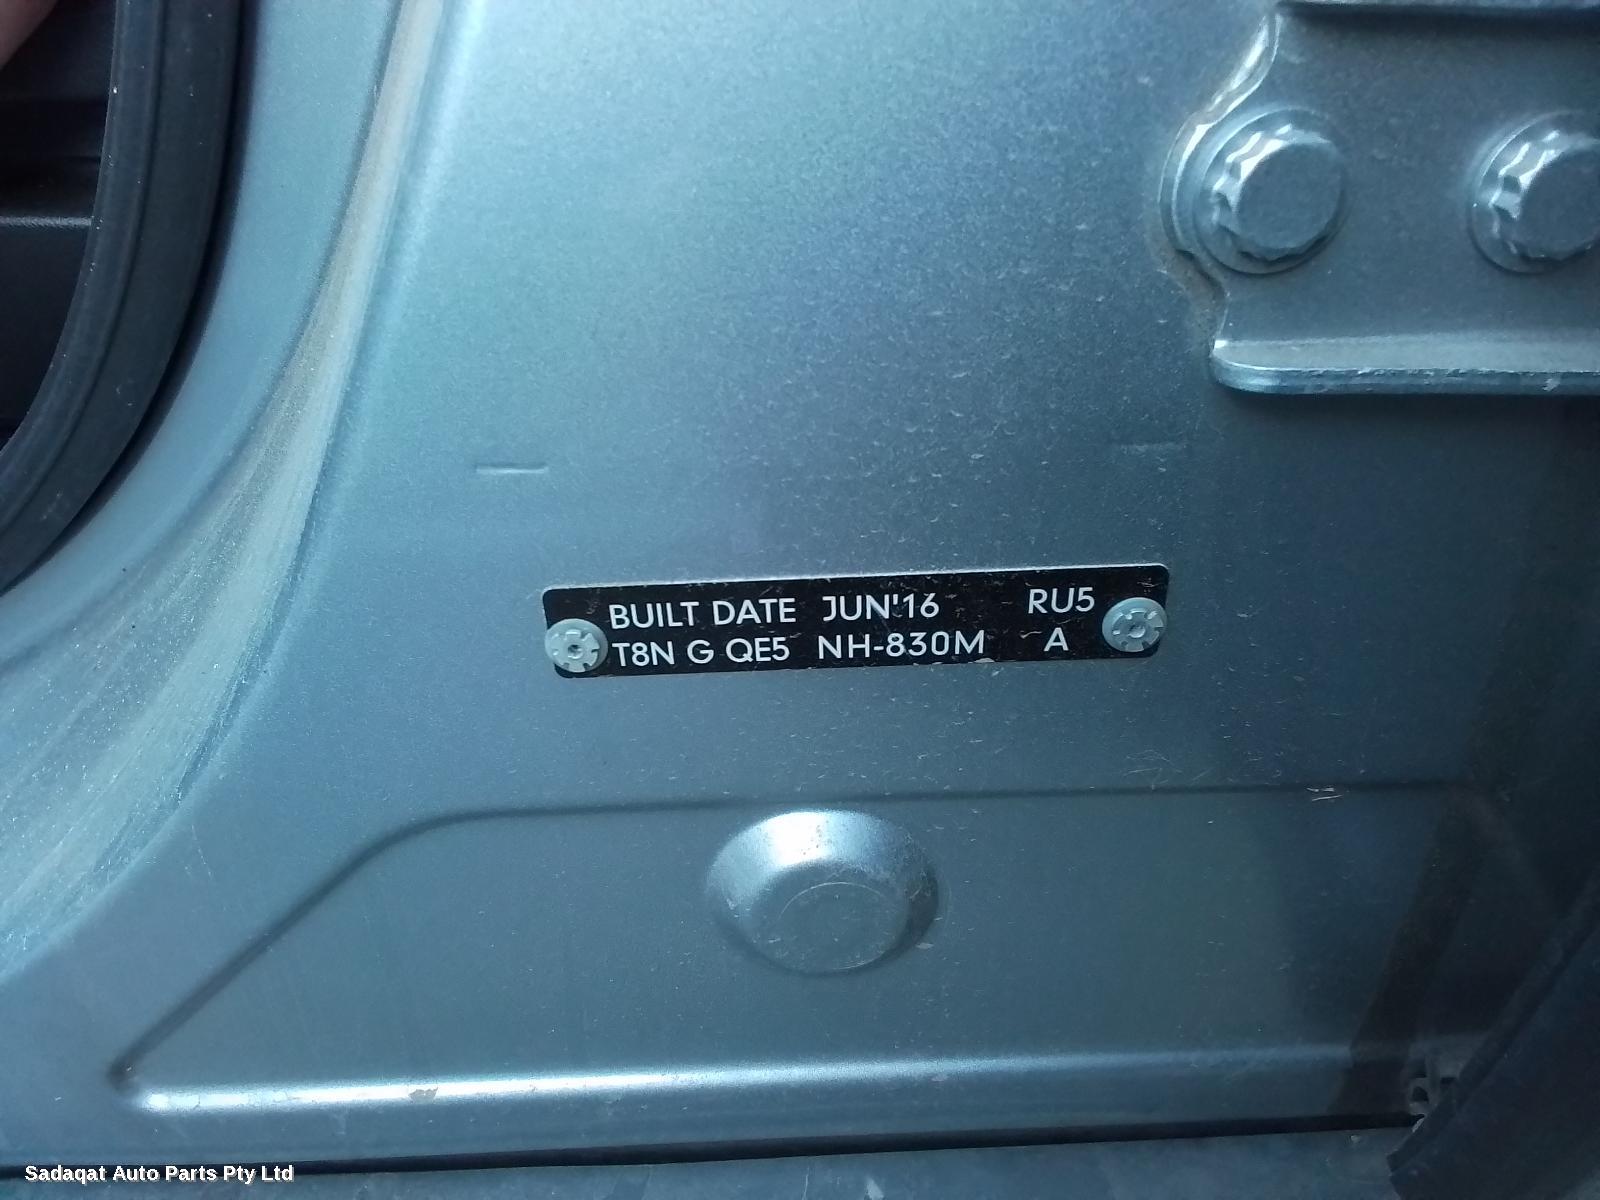 BUILT DATE JUN'16 RU5
T8N G QE5 NH-830M A
Sadaqat Auto Parts Pty Ltd